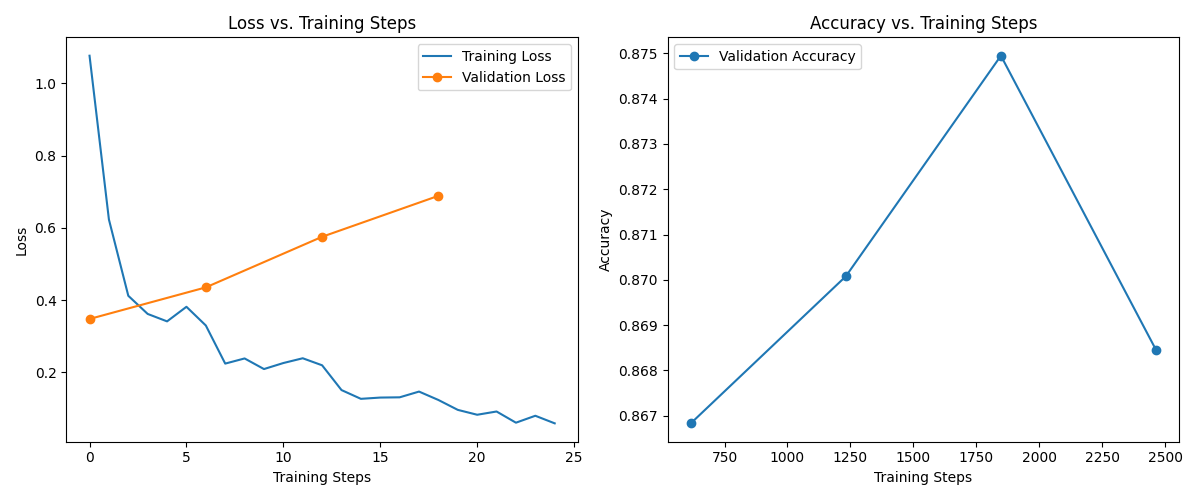 Loss vs. Training Steps
Training Loss
Validation Loss
1.0
0.8
0.6
0.4
0.2
Loss
0 5 10 15 20 25
Training Steps
Accuracy vs. Training Steps
Validation Accuracy
0.875
0.874
0.873
0.872
0.871
0.870
0.869
0.868
0.867
Accuracy
750 1000 1250 1500 1750 2000 2250 2500
Training Steps